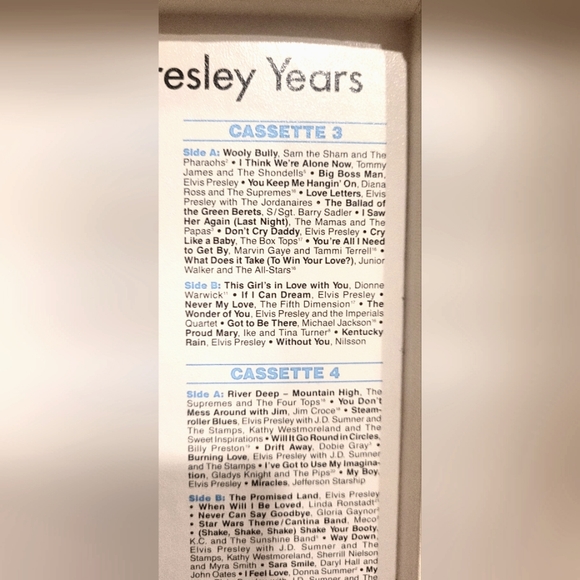 resley Years
CASSETTE 3
Side A: Wooly Bully, Sam the Sham and The
Pharaohs • I Think We're Alone Now, Tommy
James and The Shondells • Big Boss Man,
Elvis Presley • You Keep Me Hangin' On, Diana
Ross and The Supremes • Love Letters, Elvis
Presley with The Jordanaires • The Ballad of
the Green Berets, S/Sgt. Barry Sadler • I Saw
Her Again (Last Night), The Mamas and The
Papas • Don't Cry Daddy, Elvis Presley • Cry
Like a Baby, The Box Tops • You're All I Need
to Get By, Marvin Gaye and Tammi Terrell •
What Does it Take (To Win Your Love?), Junior
Walker and The All-Stars
Side B: This Girl's in Love with You, Dionne
Warwick • If I Can Dream, Elvis Presley •
Never My Love, The Fifth Dimension • The
Wonder of You, Elvis Presley and the Imperials
Quartet • Got to Be There, Michael Jackson •
Proud Mary, Ike and Tina Turner • Kentucky
Rain, Elvis Presley • Without You, Nilsson
CASSETTE 4
Side A: River Deep – Mountain High, The
Supremes and The Four Tops • You Don't
Mess Around with Jim, Jim Croce • Steam-
roller Blues, Elvis Presley with J.D. Sumner and
The Stamps, Kathy Westmoreland and The
Sweet Inspirations • Will It Go Round in Circles,
Billy Preston • Drift Away, Dobie Gray •
Burning Love, Elvis Presley with J.D. Sumner
and The Stamps • I've Got to Use My Imagina-
tion, Gladys Knight and The Pips • My Boy,
Elvis Presley • Miracles, Jefferson Starship
Side B: The Promised Land, Elvis Presley
• When Will I Be Loved, Linda Ronstadt
• Never Can Say Goodbye, Gloria Gaynor
• Star Wars Theme/Cantina Band, Meco
• (Shake, Shake, Shake) Shake Your Booty,
K.C. and The Sunshine Band • Way Down,
Elvis Presley with J.D. Sumner and The
Stamps, Kathy Westmoreland, Sherrill Nielson
and Myra Smith • Sara Smile, Daryl Hall and
John Oates • I Feel Love, Donna Summer • My